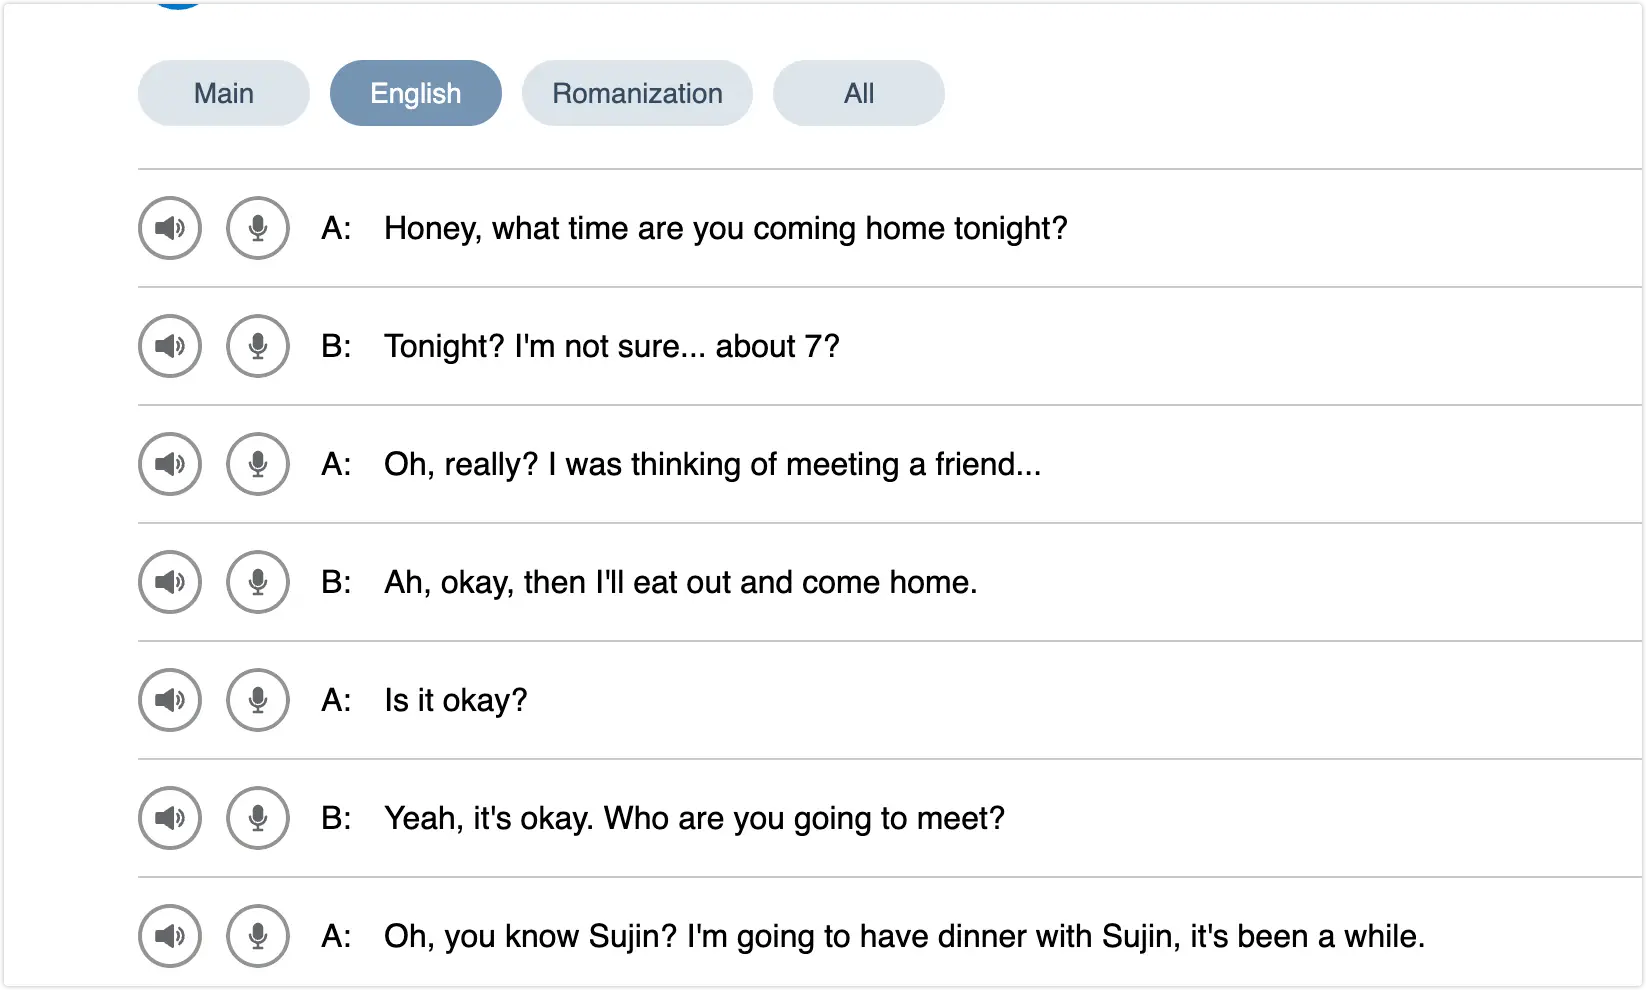 Main English Romanization All
A: Honey, what time are you coming home tonight?
B: Tonight? I'm not sure... about 7?
A: Oh, really? I was thinking of meeting a friend...
B: Ah, okay, then I'll eat out and come home.
A: Is it okay?
B: Yeah, it's okay. Who are you going to meet?
A: Oh, you know Sujin? I'm going to have dinner with Sujin, it's been a while.